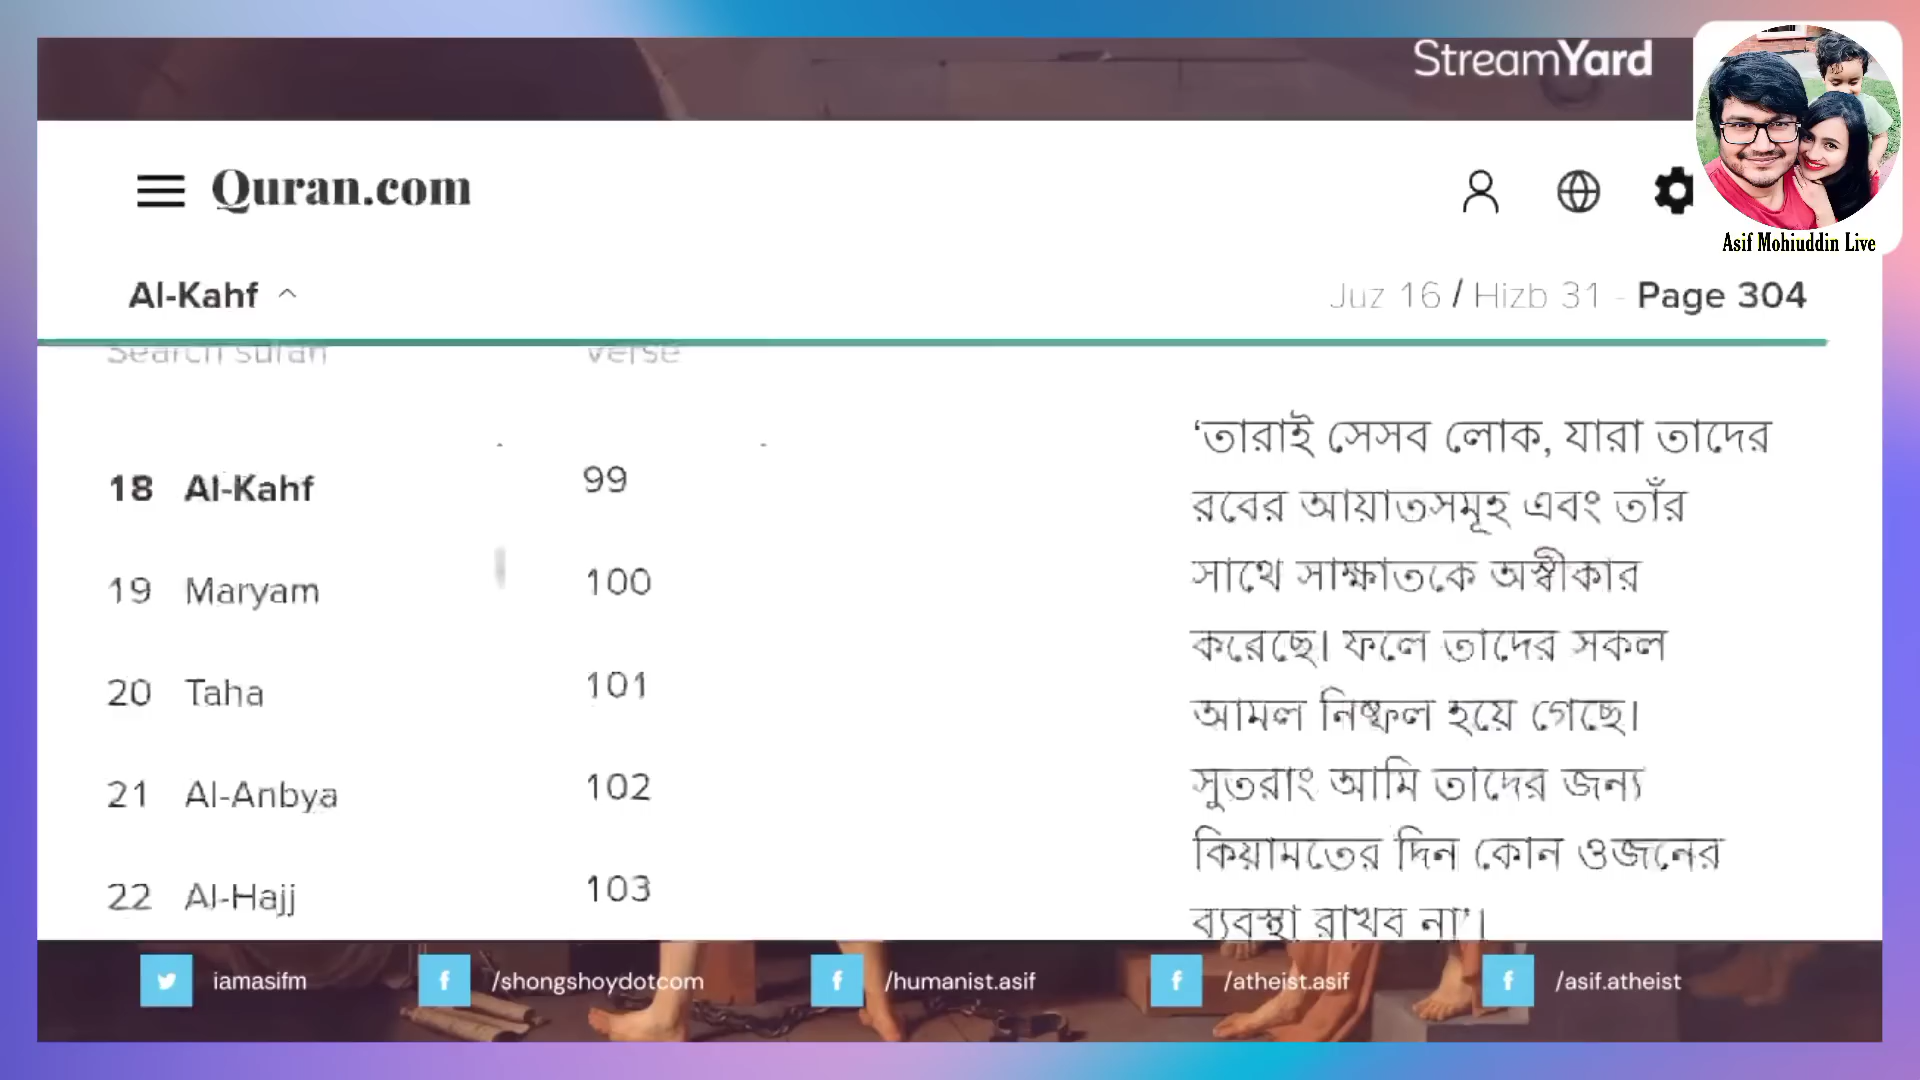 StreamYard
Quran.com
Asif Mohiuddin Live
Al-Kahf
Juz 16 / Hizb 31 - Page 304
Search surah
Verse
18 Al-Kahf
99
19 Maryam
100
20 Taha
101
21 Al-Anbya
102
22 Al-Hajj
103
‘তারাই সেসব লোক, যারা তাদের
রবের আয়াতসমূহ এবং তাঁর
সাথে সাক্ষাতকে অস্বীকার
করেছে। ফলে তাদের সকল
আমল নিষ্ফল হয়ে গেছে।
সুতরাং আমি তাদের জন্য
কিয়ামতের দিন কোন ওজনের
ব্যবস্থা রাখব না’।
iamasifm
/shongshoydotcom
/humanist.asif
/atheist.asif
/asif.atheist